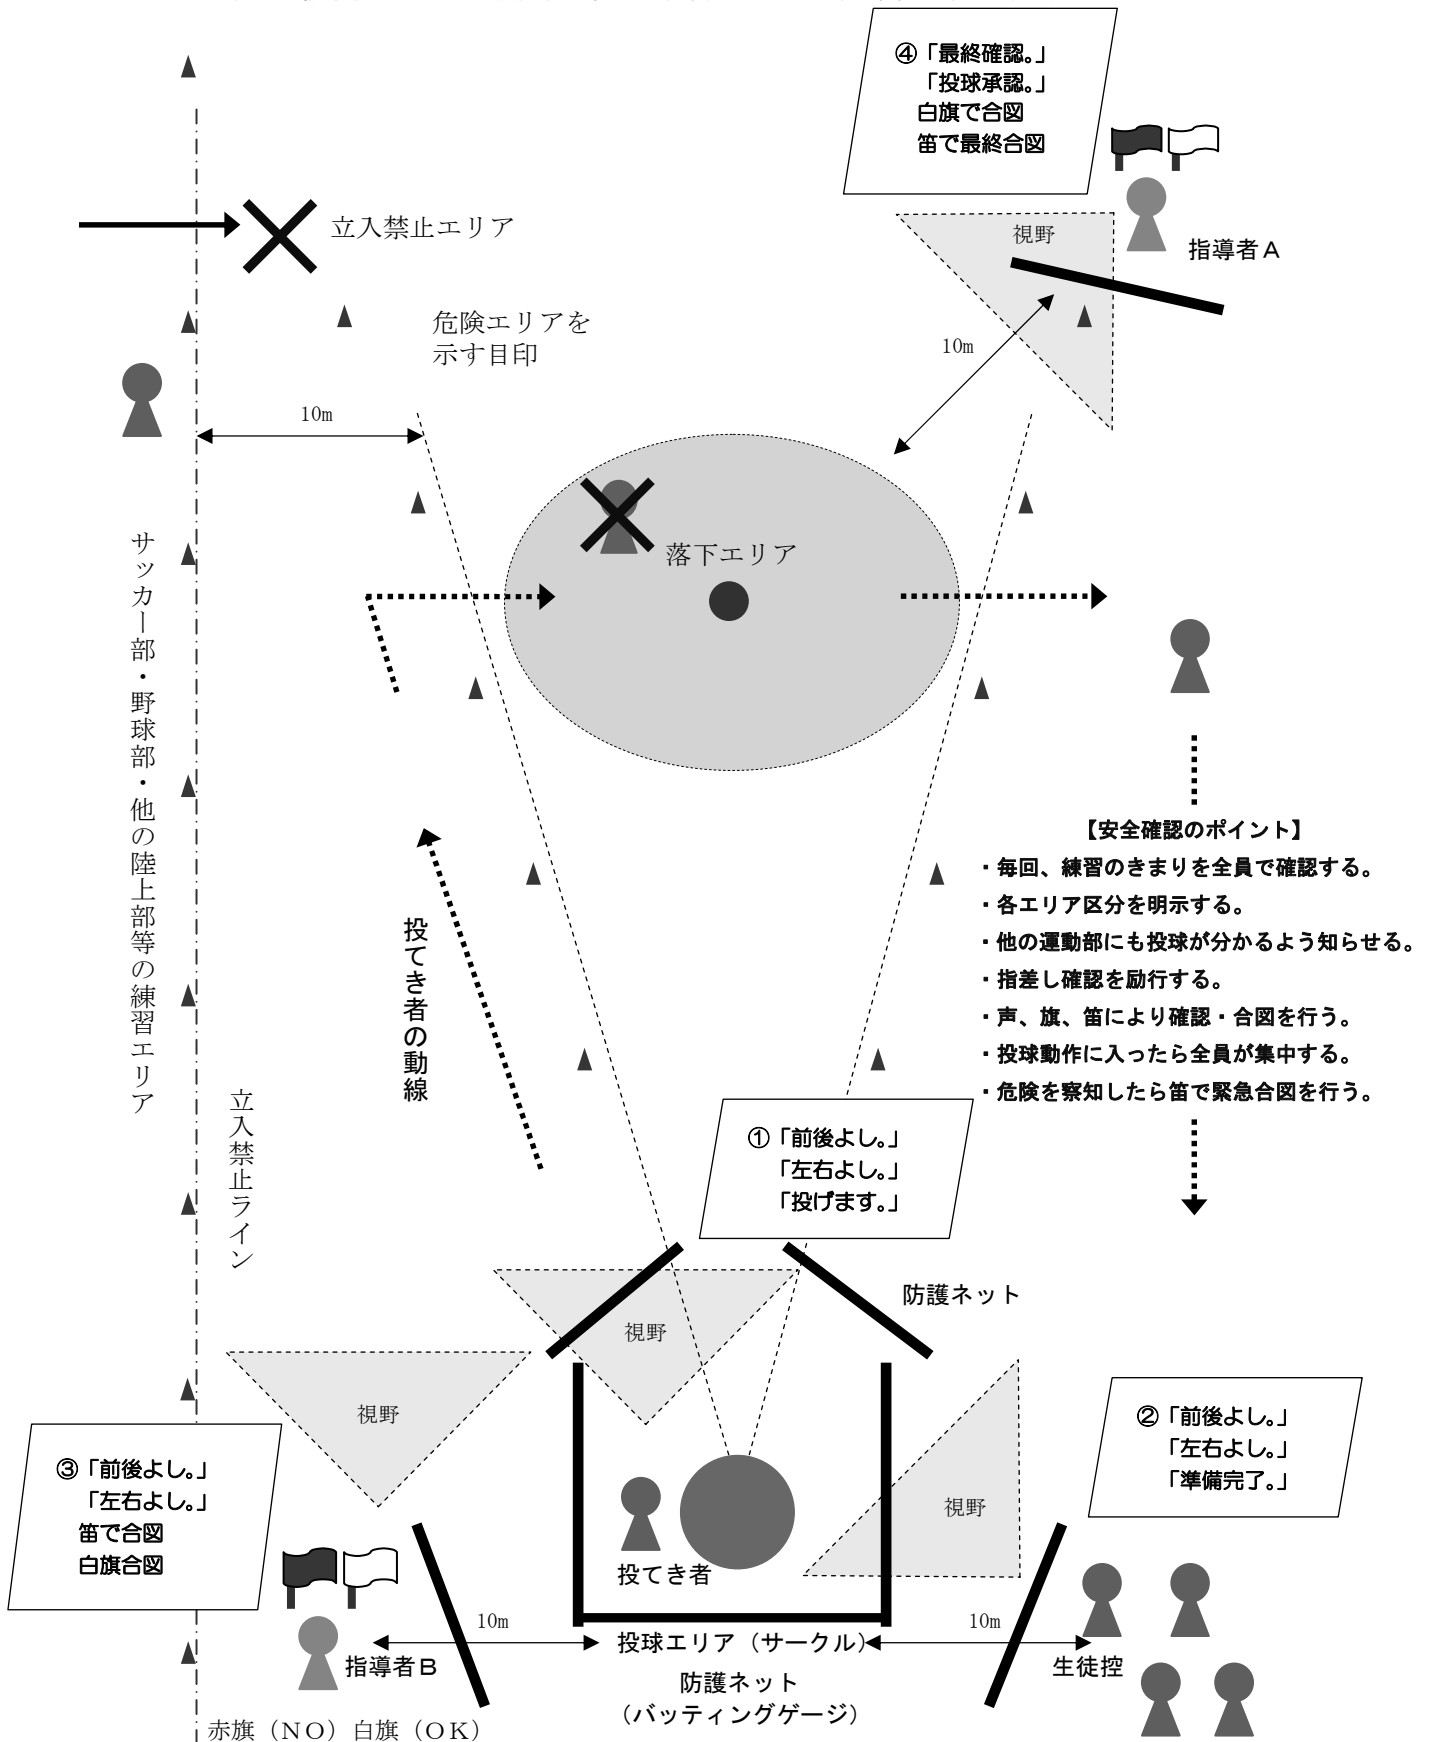 ④「最終確認。」
「投球承認。」
白旗で合図
笛で最終合図
視野
指導者A
立入禁止エリア
危険エリアを
示す目印
10m
10m
落下エリア
サッカー部・野球部・他の陸上部等の練習エリア
立入禁止ライン
投てき者の動線
【安全確認のポイント】
・毎回、練習のきまりを全員で確認する。
・各エリア区分を明示する。
・他の運動部にも投球が分かるよう知らせる。
・指差し確認を励行する。
・声、旗、笛により確認・合図を行う。
・投球動作に入ったら全員が集中する。
・危険を察知したら笛で緊急合図を行う。
①「前後よし。」
「左右よし。」
「投げます。」
防護ネット
視野
視野
視野
②「前後よし。」
「左右よし。」
「準備完了。」
③「前後よし。」
「左右よし。」
笛で合図
白旗合図
投てき者
10m
10m
投球エリア（サークル）
指導者B
生徒控
防護ネット
（バッティングゲージ）
赤旗（NO）白旗（OK）